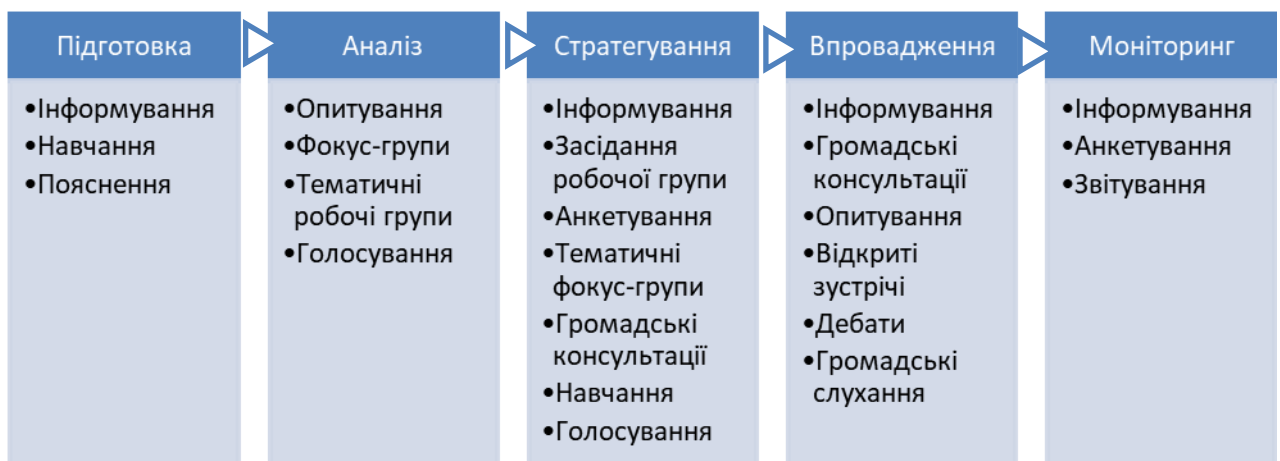 Підготовка
•Інформування
•Навчання
•Пояснення
Аналіз
•Опитування
•Фокус-групи
•Тематичні
робочі групи
•Голосування
Стратегування
•Інформування
•Засідання
робочої групи
•Анкетування
•Тематичні
фокус-групи
•Громадські
консультації
•Навчання
•Голосування
Впровадження
•Інформування
•Громадські
консультації
•Опитування
•Відкриті
зустрічі
•Дебати
•Громадські
слухання
Моніторинг
•Інформування
•Анкетування
•Звітування